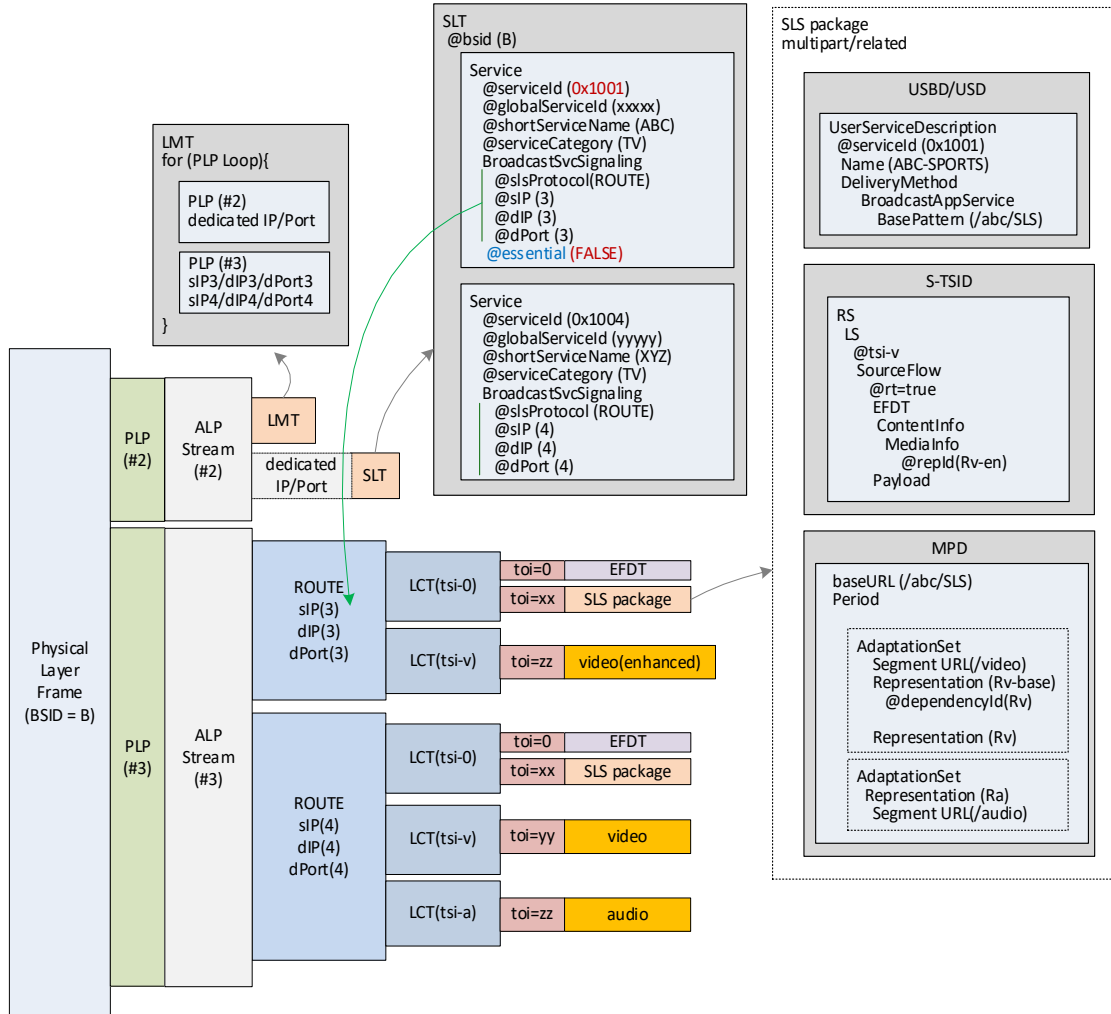 SLT
@bsid (B)
Service
@serviceId (0x1001)
@globalServiceId (xxxxx)
@shortServiceName (ABC)
@serviceCategory (TV)
BroadcastSvcSignaling
@slsProtocol(ROUTE)
@sIP (3)
@dIP (3)
@dPort (3)
@essential (FALSE)
Service
@serviceId (0x1004)
@globalServiceId (yyyyy)
@shortServiceName (XYZ)
@serviceCategory (TV)
BroadcastSvcSignaling
@slsProtocol (ROUTE)
@sIP (4)
@dIP (4)
@dPort (4)
LMT
for (PLP Loop){
PLP (#2)
dedicated IP/Port
PLP (#3)
sIP3/dIP3/dPort3
sIP4/dIP4/dPort4
}
SLS package
multipart/related
USBD/USD
UserServiceDescription
@serviceId (0x1001)
Name (ABC-SPORTS)
DeliveryMethod
BroadcastAppService
BasePattern (/abc/SLS)
S-TSID
RS
LS
@tsi-v
SourceFlow
@rt=true
EFDT
ContentInfo
MediaInfo
@repId(Rv-en)
Payload
MPD
baseURL (/abc/SLS)
Period
AdaptationSet
Segment URL(/video)
Representation (Rv-base)
@dependencyId(Rv)
Representation (Rv)
AdaptationSet
Representation (Ra)
Segment URL(/audio)
Physical
Layer
Frame
(BSID = B)
PLP
(#2)
ALP
Stream
(#2)
LMT
dedicated
IP/Port
SLT
PLP
(#3)
ALP
Stream
(#3)
ROUTE
sIP(3)
dIP(3)
dPort(3)
LCT(tsi-0)
toi=0
EFDT
toi=xx
SLS package
LCT(tsi-v)
toi=zz
video(enhanced)
ROUTE
sIP(4)
dIP(4)
dPort(4)
LCT(tsi-0)
toi=0
EFDT
toi=xx
SLS package
LCT(tsi-v)
toi=yy
video
LCT(tsi-a)
toi=zz
audio